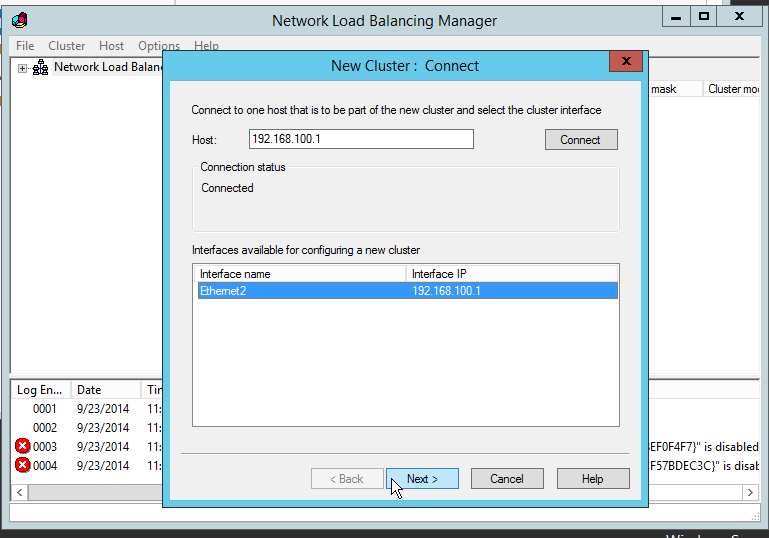 Network Load Balancing Manager
File Cluster Host Options Help
Network Load Balanc
mask Cluster mo
New Cluster : Connect
Connect to one host that is to be part of the new cluster and select the cluster interface
Host: 192.168.100.1 Connect
Connection status
Connected
Interfaces available for configuring a new cluster
Interface name Interface IP
Ethernet2 192.168.100.1
Log En... Date Tim
0001 9/23/2014 11:
0002 9/23/2014 11:
0003 9/23/2014 11: EF0F4F7}" is disabled
0004 9/23/2014 11: F57BDEC3C}" is disab
< Back Next > Cancel Help